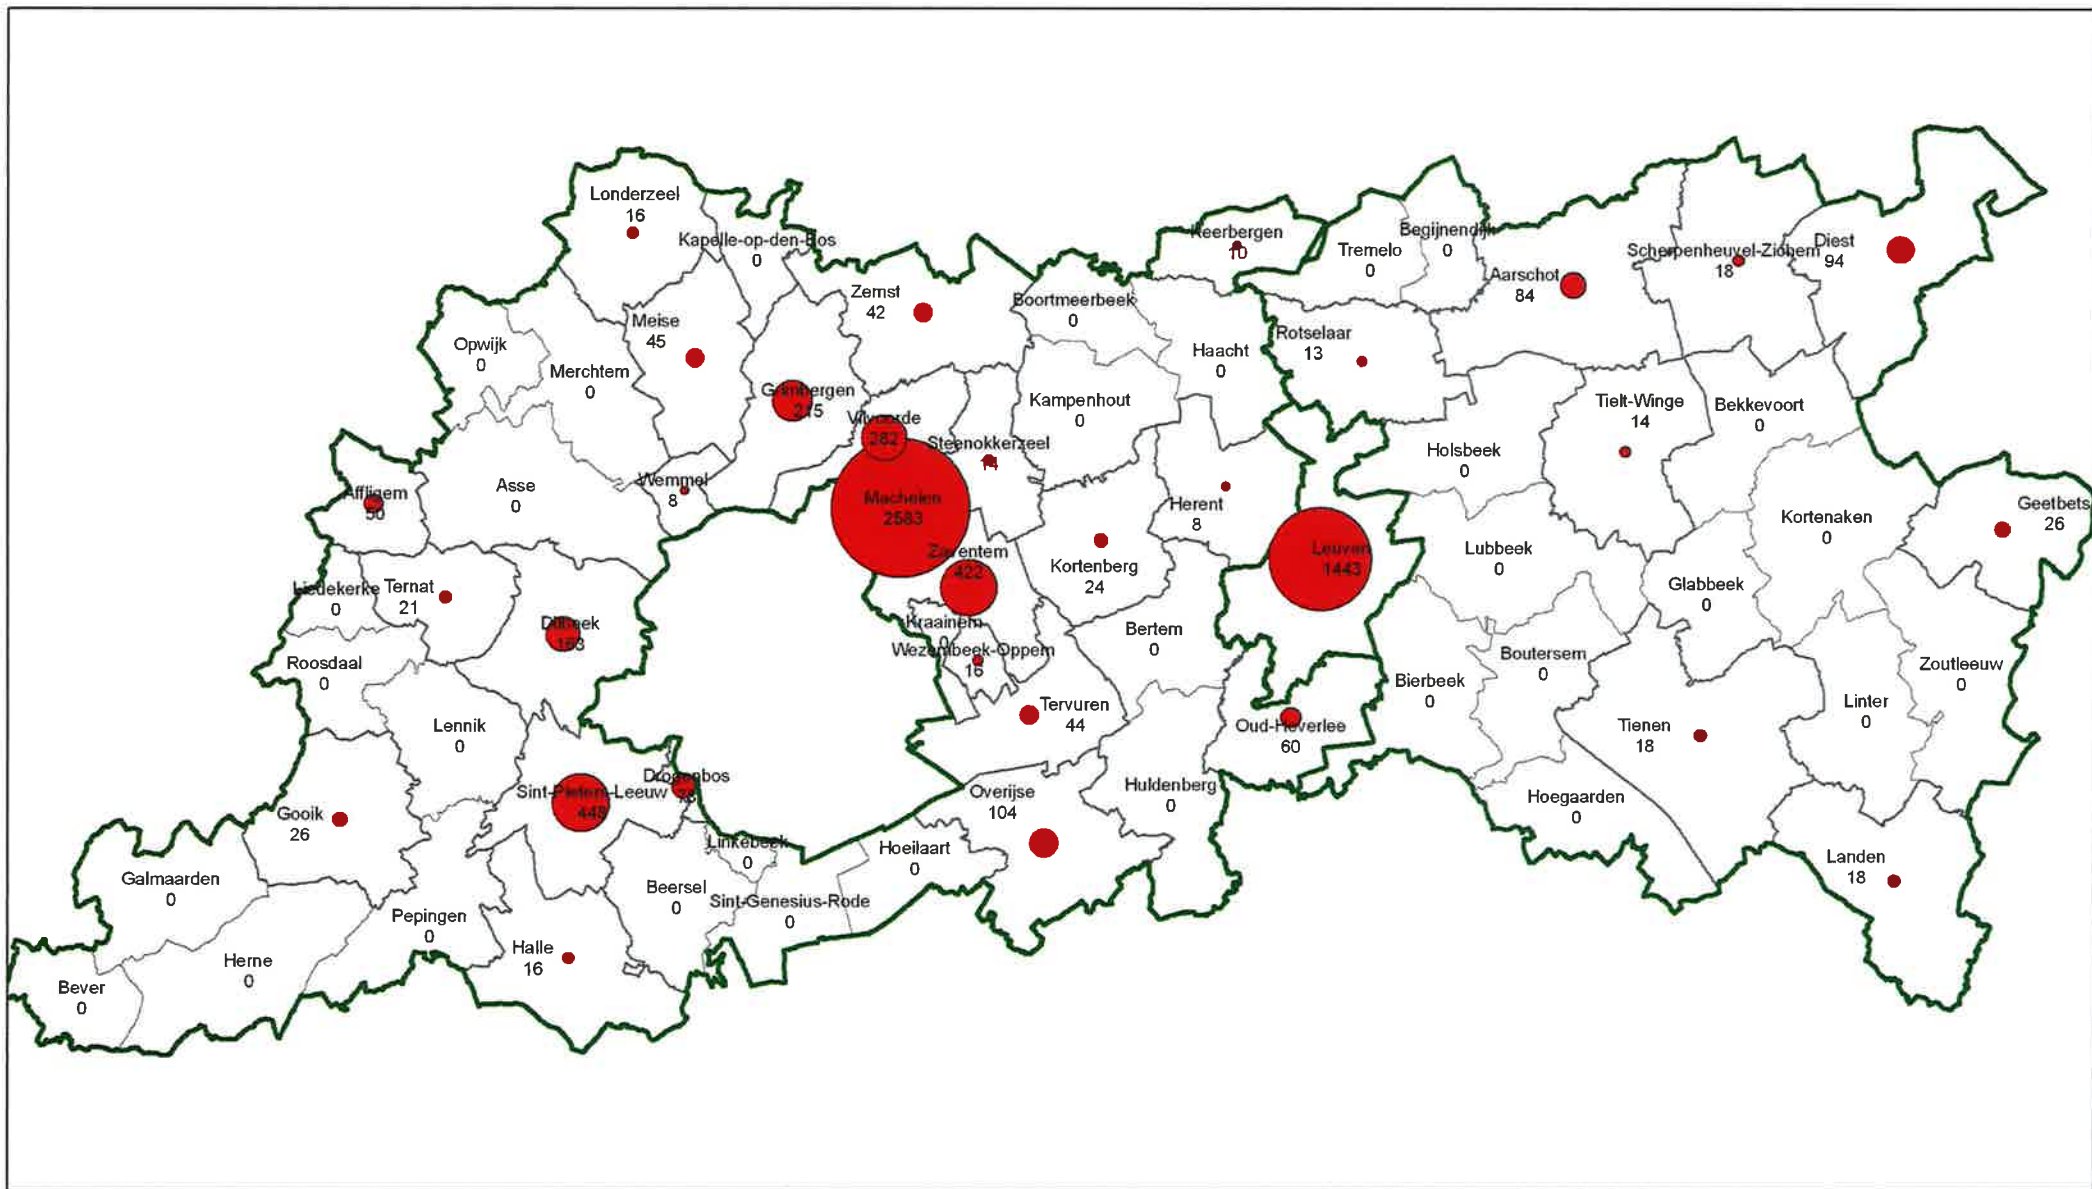 Londerzeel
16
Kapelle-op-den-Bos
0
Keerbergen
10
Tremelo
0
Begijnendijk
0
Scherpenheuvel-Zichem
18
Diest
94
Aarschot
84
Zemst
42
Boortmeerbeek
0
Meise
45
Opwijk
0
Merchtem
0
Haacht
0
Rotselaar
13
Grimbergen
215
Kampenhout
0
Tielt-Winge
14
Bekkevoort
0
Vilvoorde
282
Steenokkerzeel
14
Holsbeek
0
Wemmel
8
Asse
0
Affligem
50
Machelen
2583
Herent
8
Geetbets
26
Kortenaken
0
Zaventem
422
Kortenberg
24
Leuven
1443
Lubbeek
0
Glabbeek
0
Liedekerke
0
Ternat
21
Dilbeek
163
Kraainem
0
Bertem
0
Wezembeek-Oppem
16
Roosdaal
0
Boutersem
0
Bierbeek
0
Zoutleeuw
0
Linter
0
Tervuren
44
Oud-Heverlee
60
Tienen
18
Lennik
0
Drogenbos
Sint-Pieters-Leeuw
448
Overijse
104
Huldenberg
0
Hoegaarden
0
Gooik
26
Linkebeek
0
Hoeilaart
0
Landen
18
Galmaarden
0
Beersel
0
Sint-Genesius-Rode
0
Pepingen
0
Halle
16
Herne
0
Bever
0